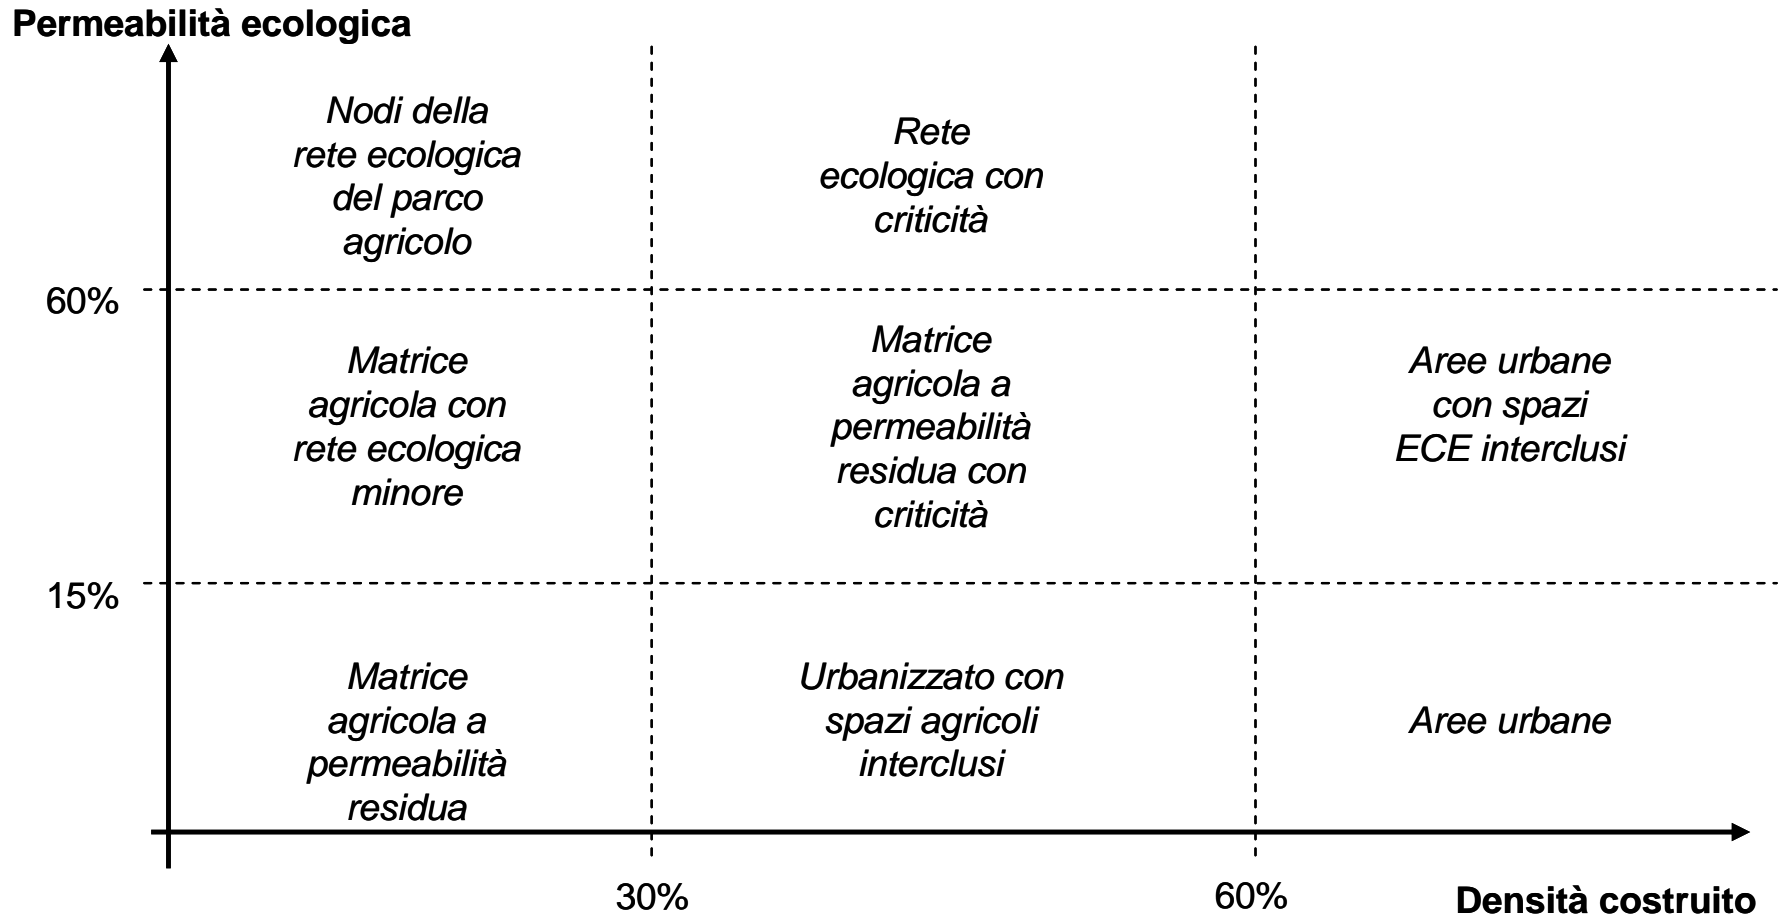 Permeabilità ecologica
Nodi della
rete ecologica
del parco
agricolo
Rete
ecologica con
criticità
60%
Matrice
agricola con
rete ecologica
minore
Matrice
agricola a
permeabilità
residua con
criticità
Aree urbane
con spazi
ECE interclusi
15%
Matrice
agricola a
permeabilità
residua
Urbanizzato con
spazi agricoli
interclusi
Aree urbane
30%
60%
Densità costruito